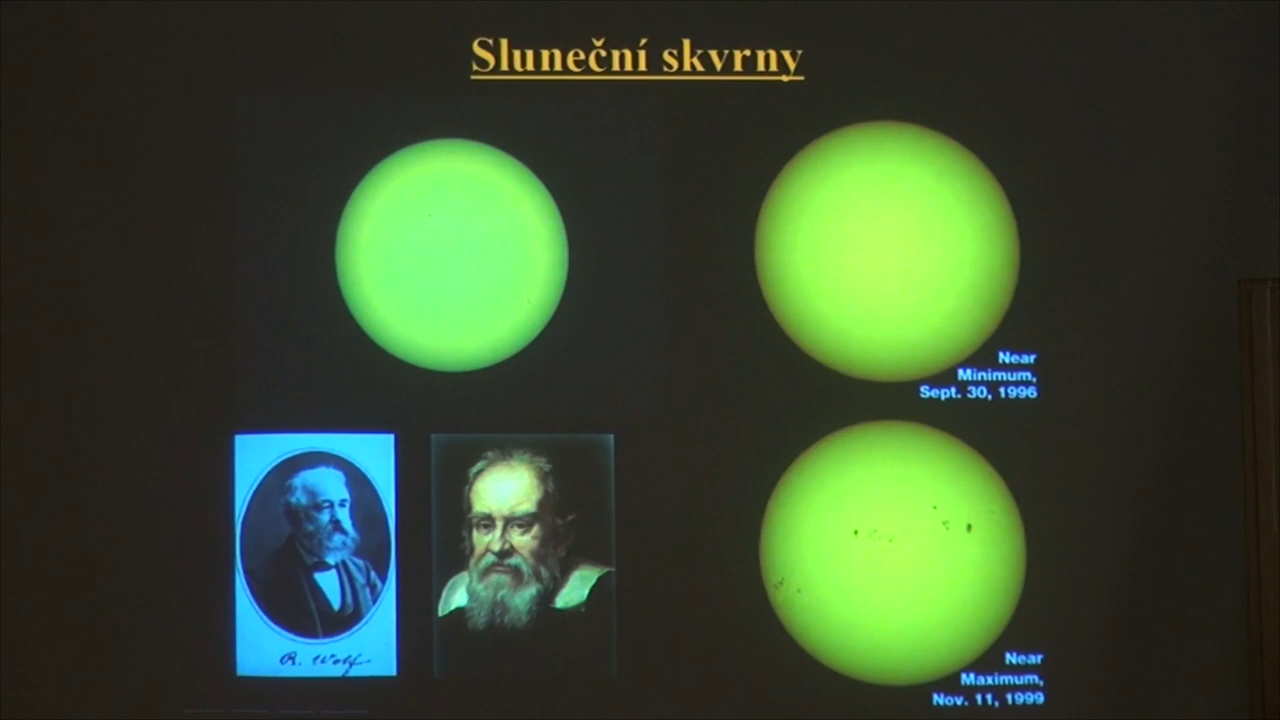 Sluneční skvrny
Near
Minimum,
Sept. 30, 1996
R. Wolf
Near
Maximum,
Nov. 11, 1999